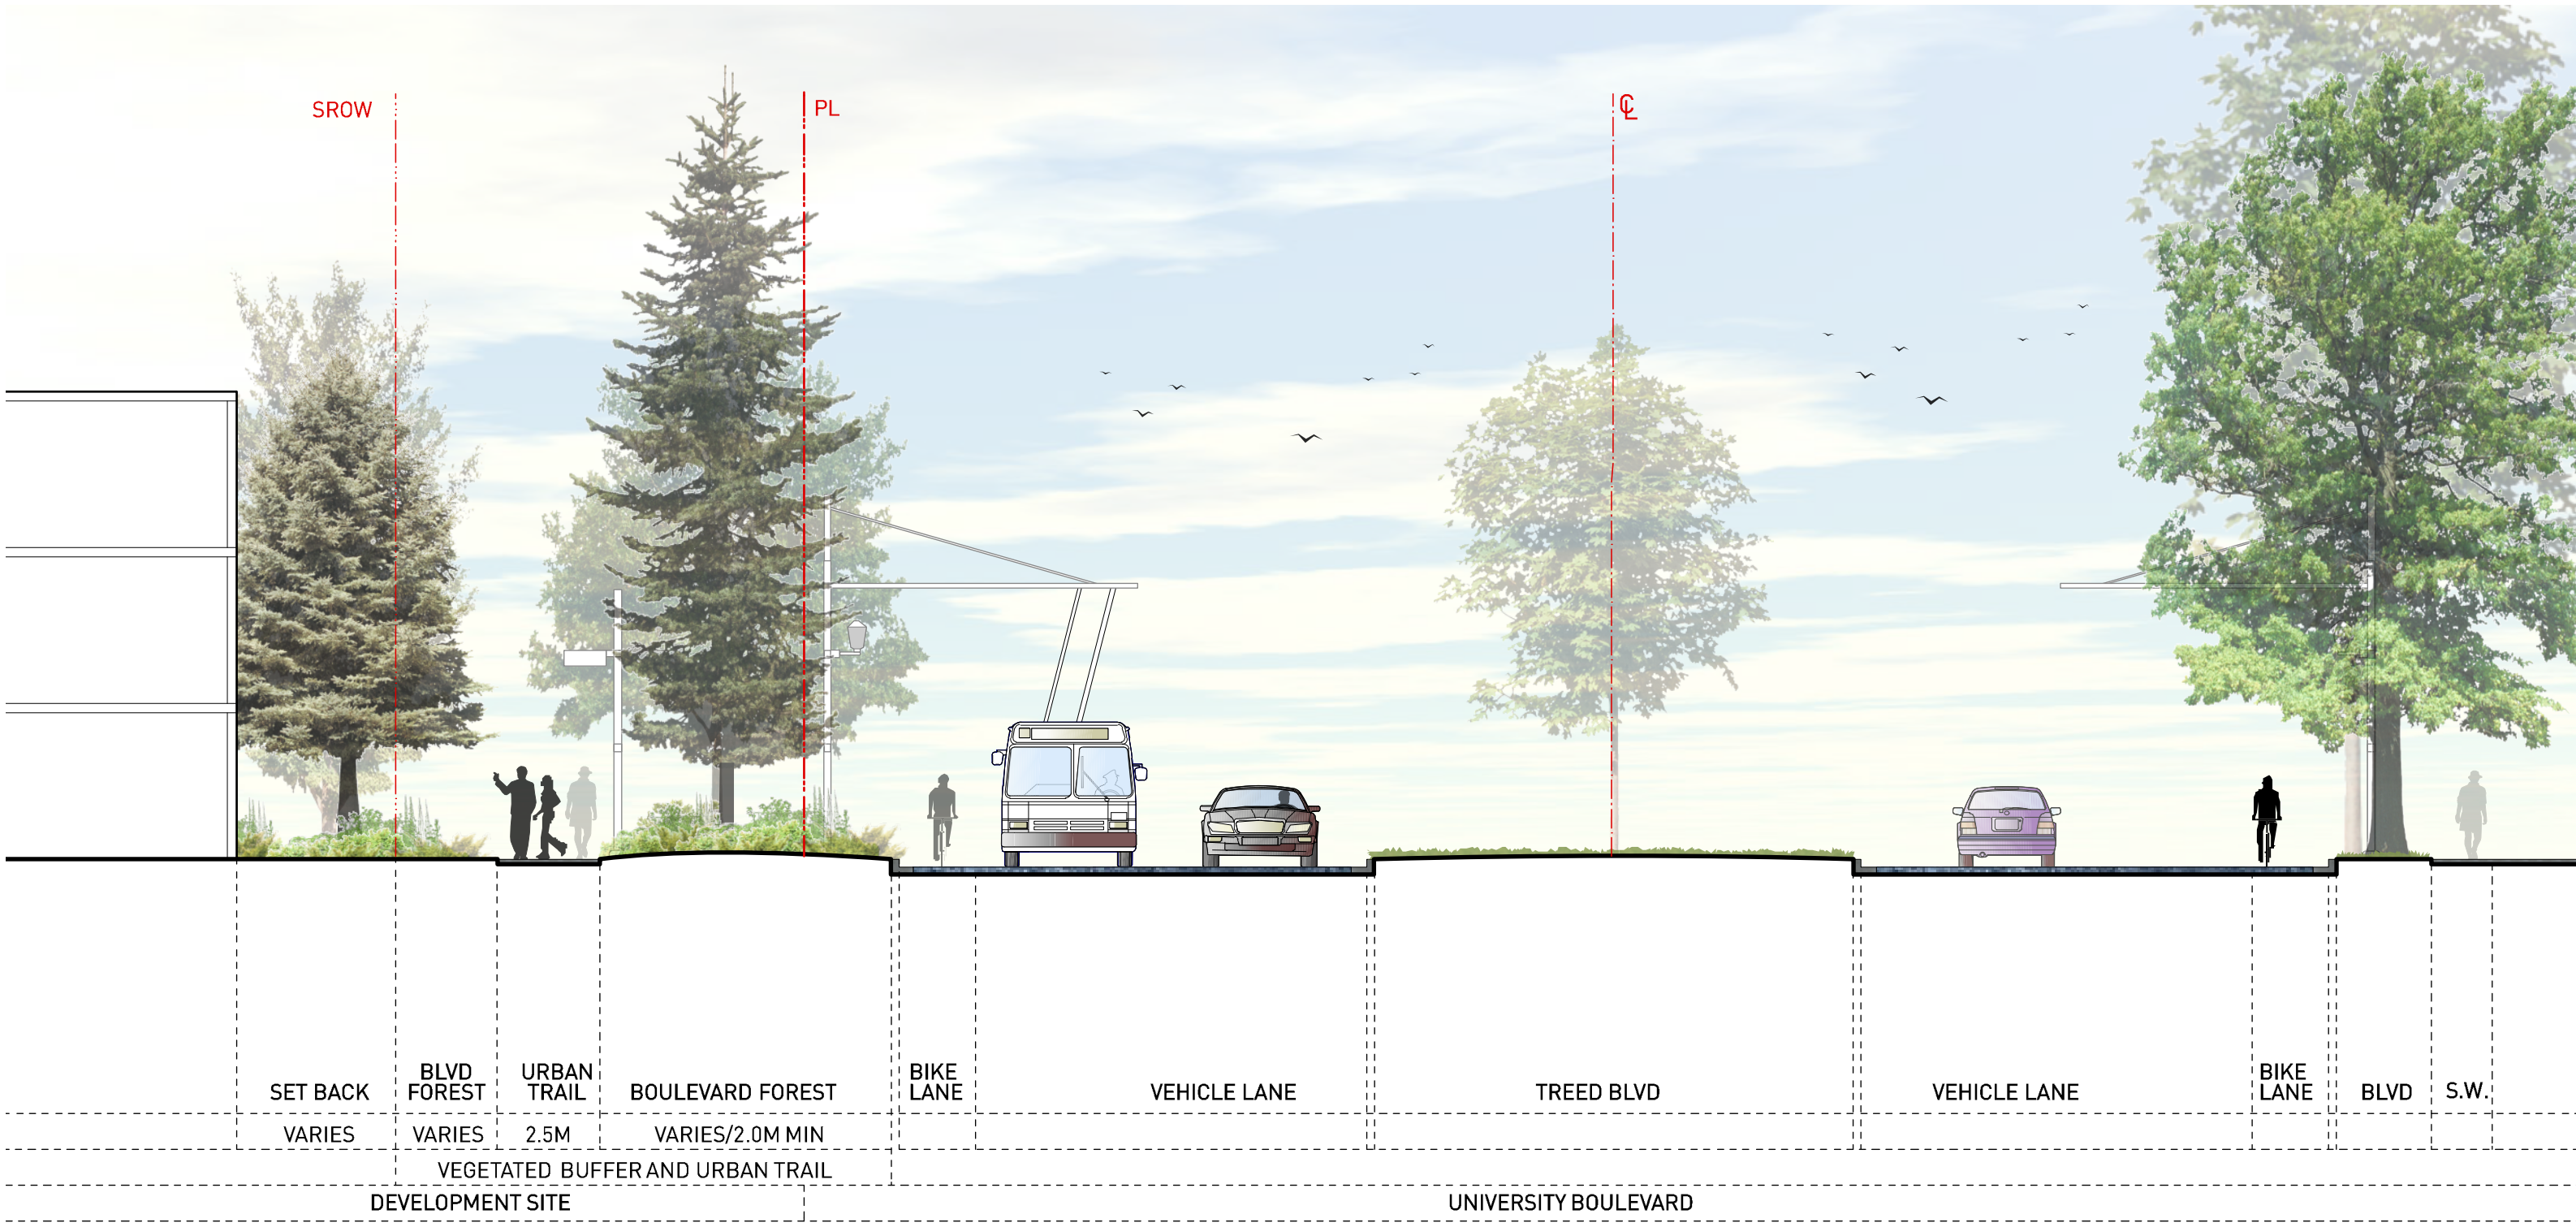 SROW
PL
CL
SET BACK
BLVD
FOREST
URBAN
TRAIL
BOULEVARD FOREST
BIKE
LANE
VEHICLE LANE
TREED BLVD
VEHICLE LANE
BIKE
LANE
BLVD
S.W.
VARIES
VARIES
2.5M
VARIES/2.0M MIN
VEGETATED BUFFER AND URBAN TRAIL
DEVELOPMENT SITE
UNIVERSITY BOULEVARD